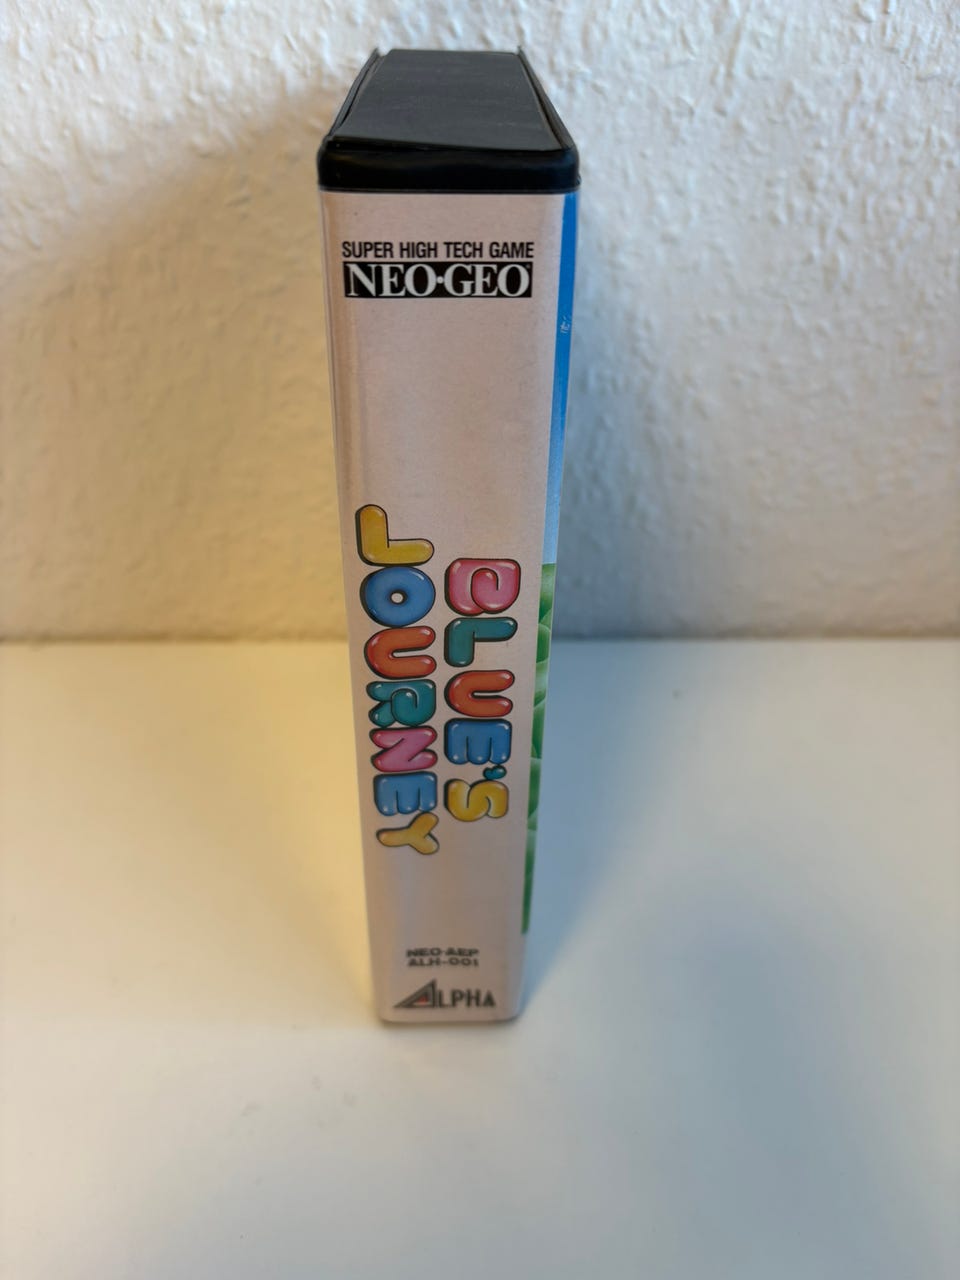 SUPER HIGH TECH GAME
NEO·GEO
BLUE'S
JOURNEY
NEO-AEP
ALH-001
ALPHA